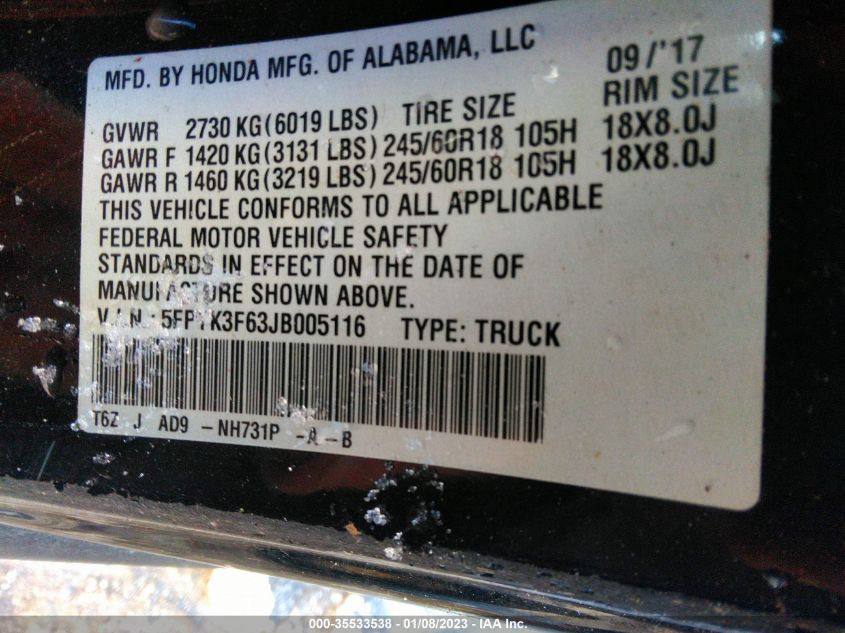 MFD. BY HONDA MFG. OF ALABAMA, LLC 09/'17
GVWR 2730 KG(6019 LBS) TIRE SIZE RIM SIZE
GAWR F 1420 KG(3131 LBS) 245/60R18 105H 18X8.0J
GAWR R 1460 KG(3219 LBS) 245/60R18 105H 18X8.0J
THIS VEHICLE CONFORMS TO ALL APPLICABLE
FEDERAL MOTOR VEHICLE SAFETY
STANDARDS IN EFFECT ON THE DATE OF
MANUFACTURE SHOWN ABOVE.
V.I.N.: 5FPYK3F63JB005116 TYPE: TRUCK
T6Z J AD9 -NH731P -A-B
000-35533538 - 01/08/2023 - IAA Inc.